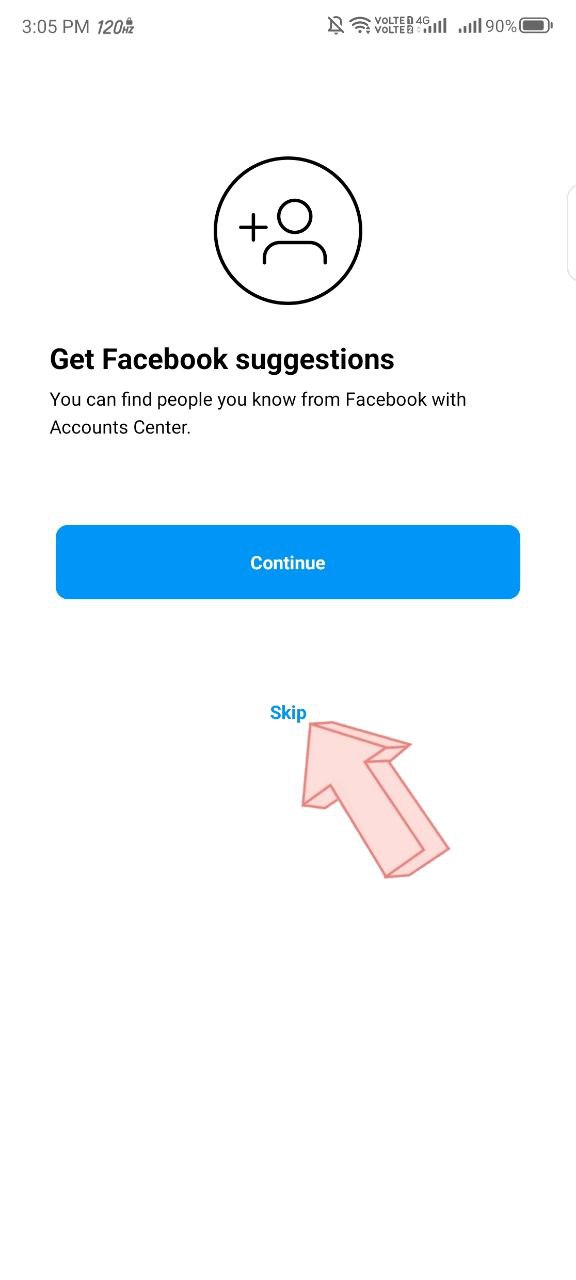 3:05 PM 120HZ VOLTE 1 4G 90%
VOLTE 2
Get Facebook suggestions
You can find people you know from Facebook with
Accounts Center.
Continue
Skip